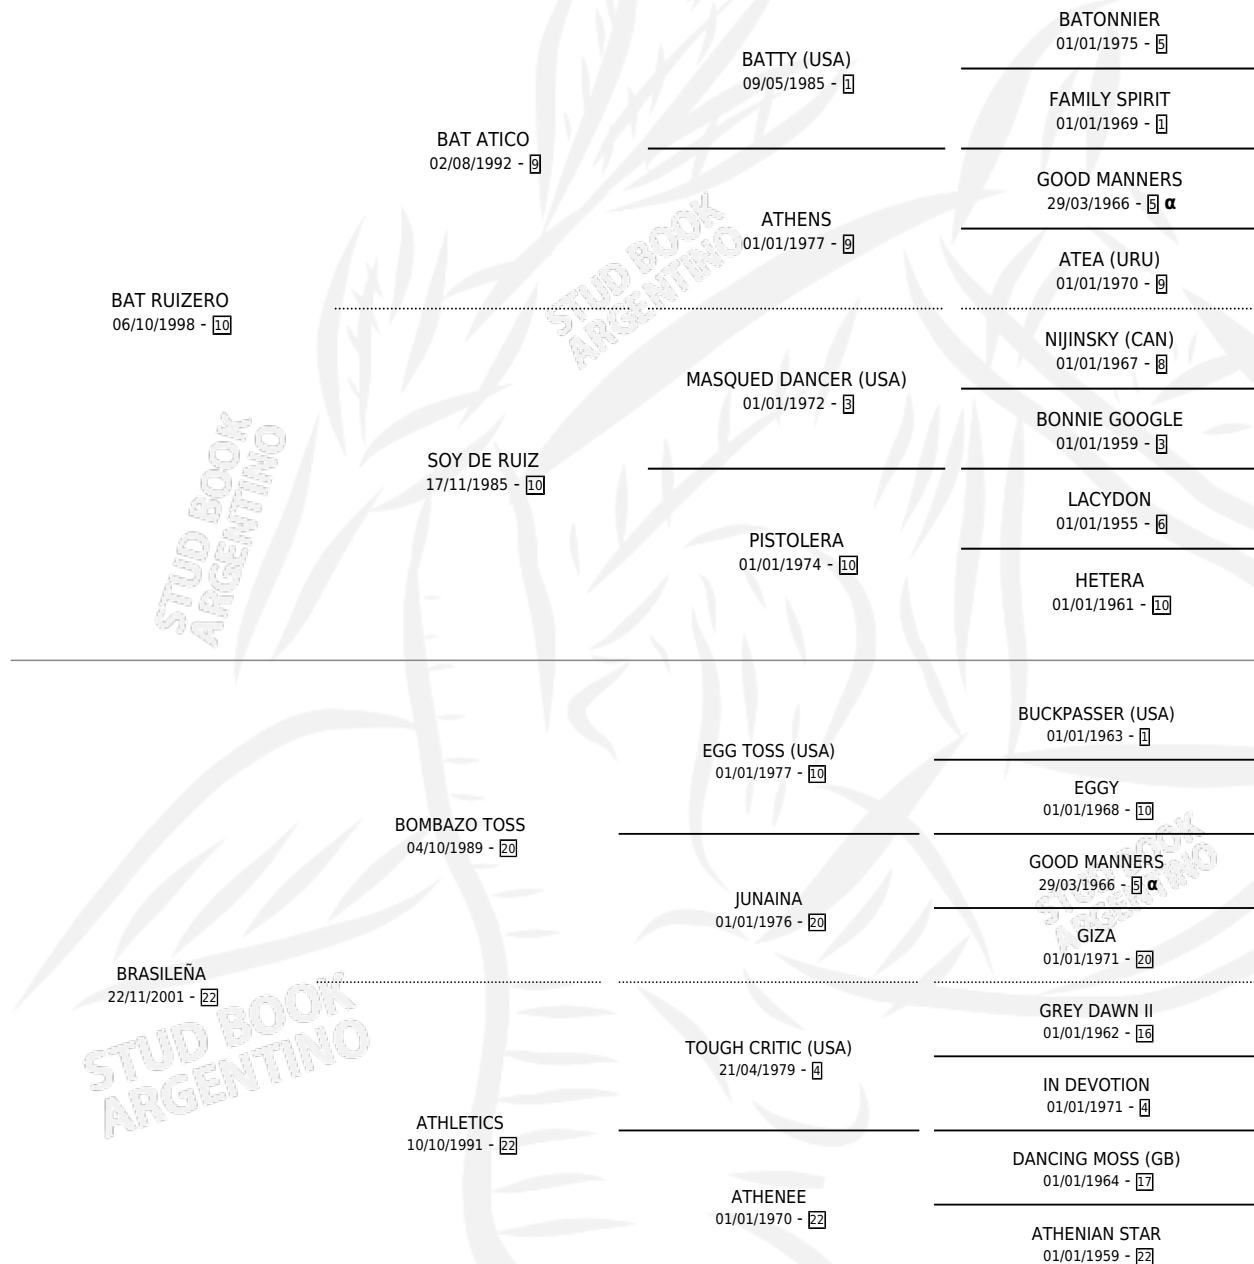 BAT RUIZERO
06/10/1998 - 10
BAT ATICO
02/08/1992 - 9
SOY DE RUIZ
17/11/1985 - 10
BATTY (USA)
09/05/1985 - 1
ATHENS
01/01/1977 - 9
MASQUED DANCER (USA)
01/01/1972 - 3
PISTOLERA
01/01/1974 - 10
BATONNIER
01/01/1975 - 5
FAMILY SPIRIT
01/01/1969 - 1
GOOD MANNERS
29/03/1966 - 5 α
ATEA (URU)
01/01/1970 - 9
NIJINSKY (CAN)
01/01/1967 - 8
BONNIE GOOGLE
01/01/1959 - 3
LACYDON
01/01/1955 - 6
HETERA
01/01/1961 - 10
BRASILEÑA
22/11/2001 - 22
BOMBAZO TOSS
04/10/1989 - 20
ATHLETICS
10/10/1991 - 22
EGG TOSS (USA)
01/01/1977 - 10
JUNAINA
01/01/1976 - 20
TOUGH CRITIC (USA)
21/04/1979 - 4
ATHENEE
01/01/1970 - 22
BUCKPASSER (USA)
01/01/1963 - 1
EGGY
01/01/1968 - 10
GOOD MANNERS
29/03/1966 - 5 α
GIZA
01/01/1971 - 20
GREY DAWN II
01/01/1962 - 16
IN DEVOTION
01/01/1971 - 4
DANCING MOSS (GB)
01/01/1964 - 17
ATHENIAN STAR
01/01/1959 - 22
STUD BOOK
ARGENTINO
STUD BOOK
ARGENTINO
STUD BOOK
ARGENTINO
STUD BOOK
ARGENTINO